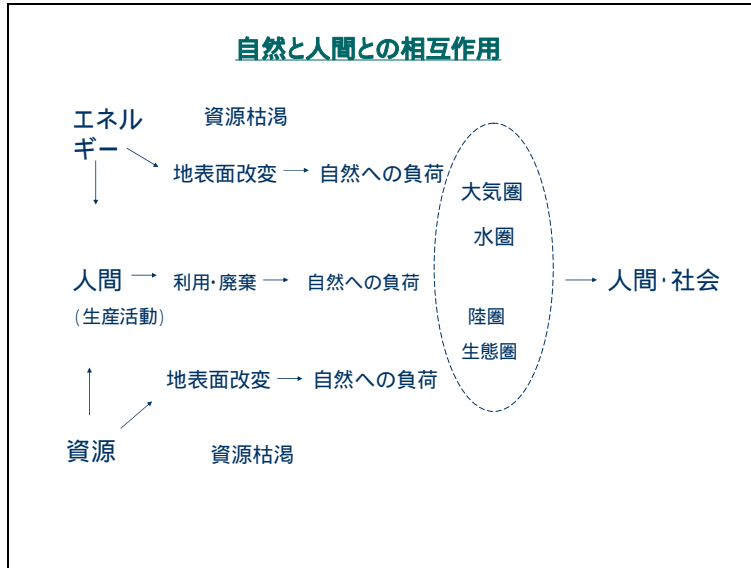 自然と人間との相互作用
エネル
ギー
資源枯渇
地表面改変
自然への負荷
大気圏
水圏
人間
(生産活動)
利用・廃棄
自然への負荷
陸圏
生態圏
人間・社会
地表面改変
自然への負荷
資源
資源枯渇